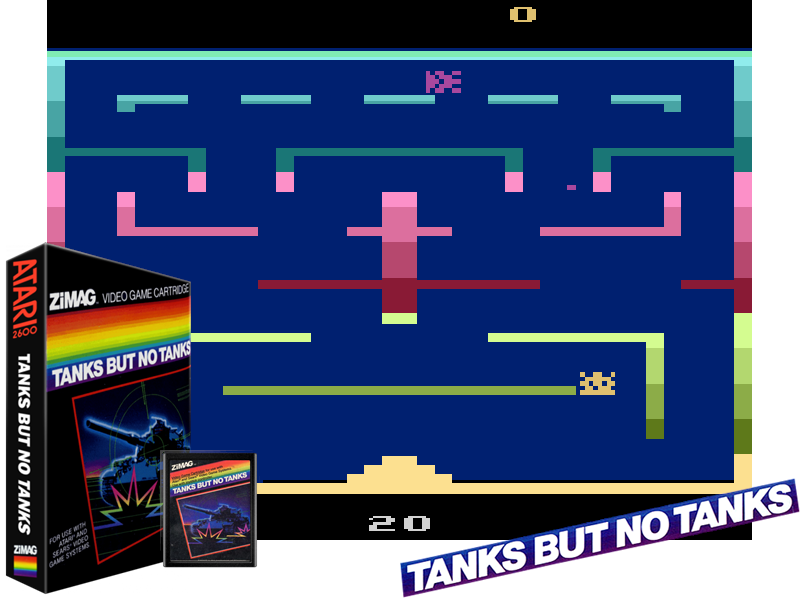 0
ATARI
2600
TANKS BUT NO TANKS
ZiMAG
ZiMAG. VIDEO GAME CARTRIDGE
TANKS BUT NO TANKS
FOR USE WITH
ATARI® AND
SEARS® VIDEO
GAME SYSTEMS.
ZiMAG.
TANKS BUT NO TANKS
20
TANKS BUT NO TANKS